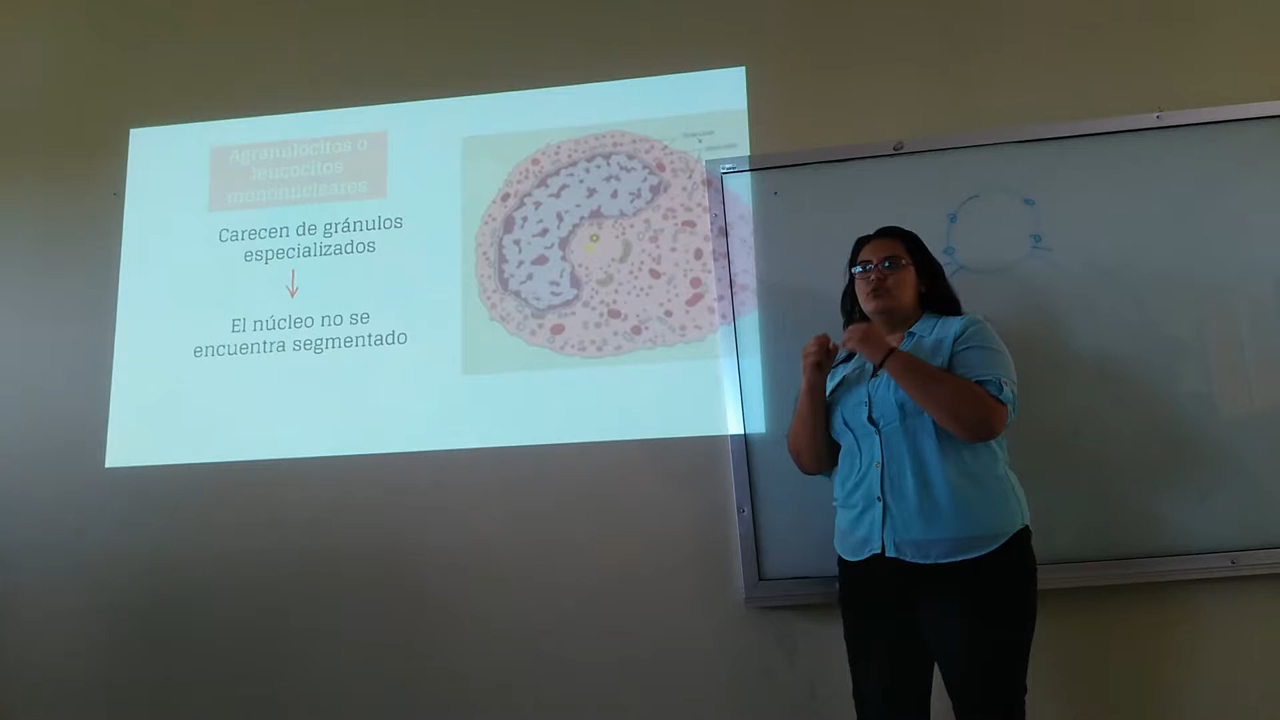 Agranulocitos o
leucocitos
mononucleares
Carecen de gránulos
especializados
El núcleo no se
encuentra segmentado